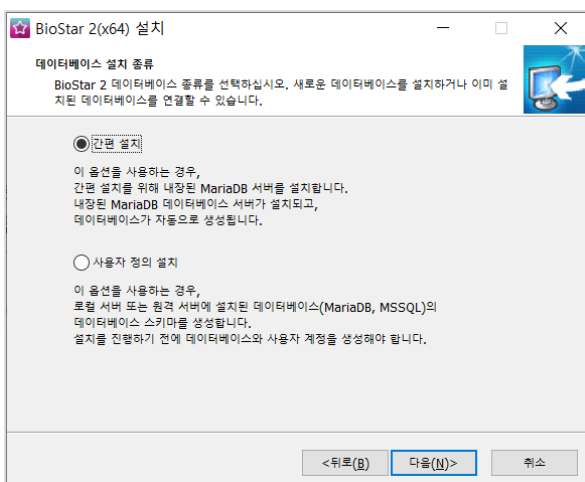 BioStar 2(x64) 설치
데이터베이스 설치 종류
BioStar 2 데이터베이스 종류를 선택하십시오. 새로운 데이터베이스를 설치하거나 이미 설
치된 데이터베이스를 연결할 수 있습니다.
간편 설치
이 옵션을 사용하는 경우,
간편 설치를 위해 내장된 MariaDB 서버를 설치합니다.
내장된 MariaDB 데이터베이스 서버가 설치되고,
데이터베이스가 자동으로 생성됩니다.
사용자 정의 설치
이 옵션을 사용하는 경우,
로컬 서버 또는 원격 서버에 설치된 데이터베이스(MariaDB, MSSQL)의
데이터베이스 스키마를 생성합니다.
설치를 진행하기 전에 데이터베이스와 사용자 계정을 생성해야 합니다.
<뒤로(B) 다음(N)> 취소